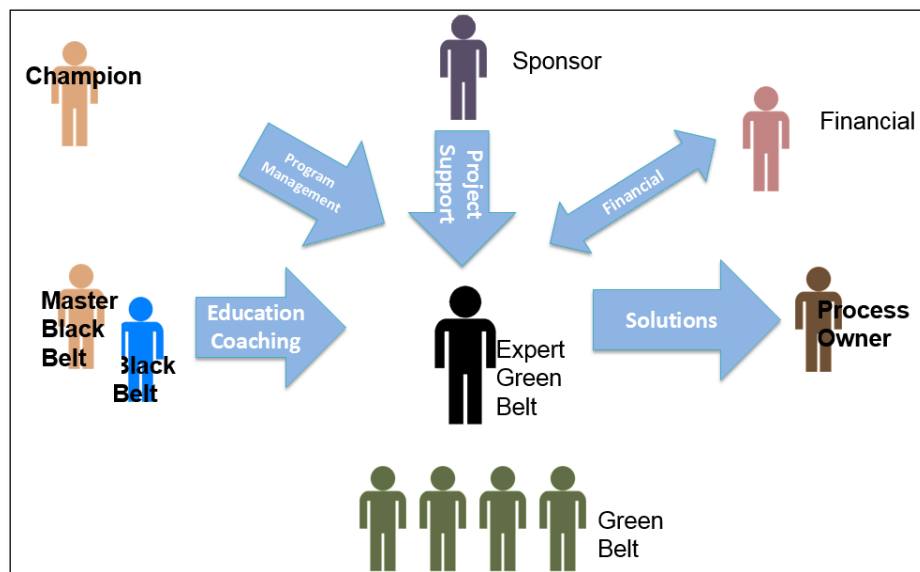 Champion
Sponsor
Financial
Program
Management
Project
Support
Financial
Master
Black
Belt
Black
Belt
Education
Coaching
Expert
Green
Belt
Solutions
Process
Owner
Green
Belt